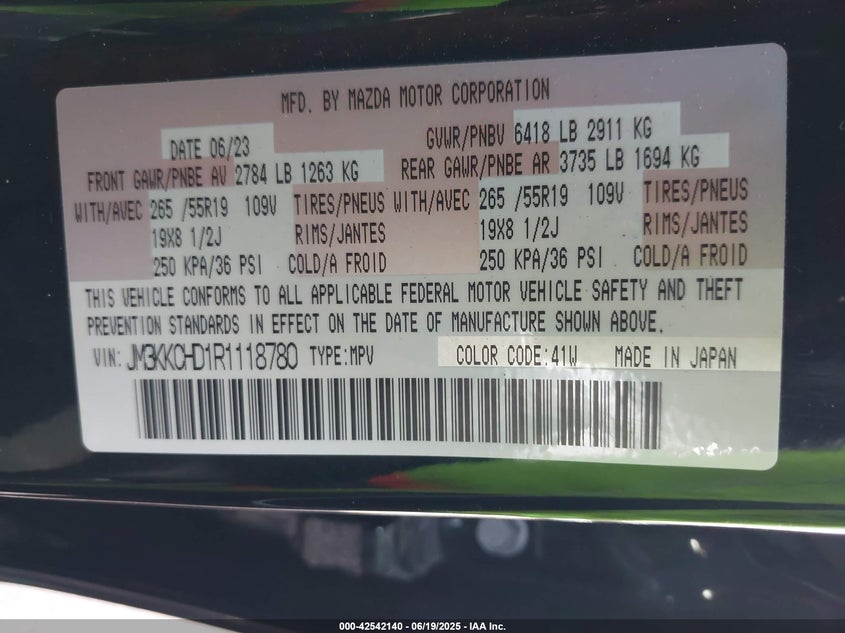 MFD. BY MAZDA MOTOR CORPORATION
DATE 06/23 GVWR/PNBV 6418 LB 2911 KG
FRONT GAWR/PNBE AV 2784 LB 1263 KG REAR GAWR/PNBE AR 3735 LB 1694 KG
WITH/AVEC 265 /55R19 109V TIRES/PNEUS WITH/AVEC 265 /55R19 109V TIRES/PNEUS
19X8 1/2J RIMS/JANTES 19X8 1/2J RIMS/JANTES
250 KPA/36 PSI COLD/A FROID 250 KPA/36 PSI COLD/A FROID
THIS VEHICLE CONFORMS TO ALL APPLICABLE FEDERAL MOTOR VEHICLE SAFETY AND THEFT
PREVENTION STANDARDS IN EFFECT ON THE DATE OF MANUFACTURE SHOWN ABOVE.
VIN: JM3KKCHD1R1118780 TYPE:MPV COLOR CODE:41W MADE IN JAPAN
000-42542140 - 06/19/2025 - IAA Inc.